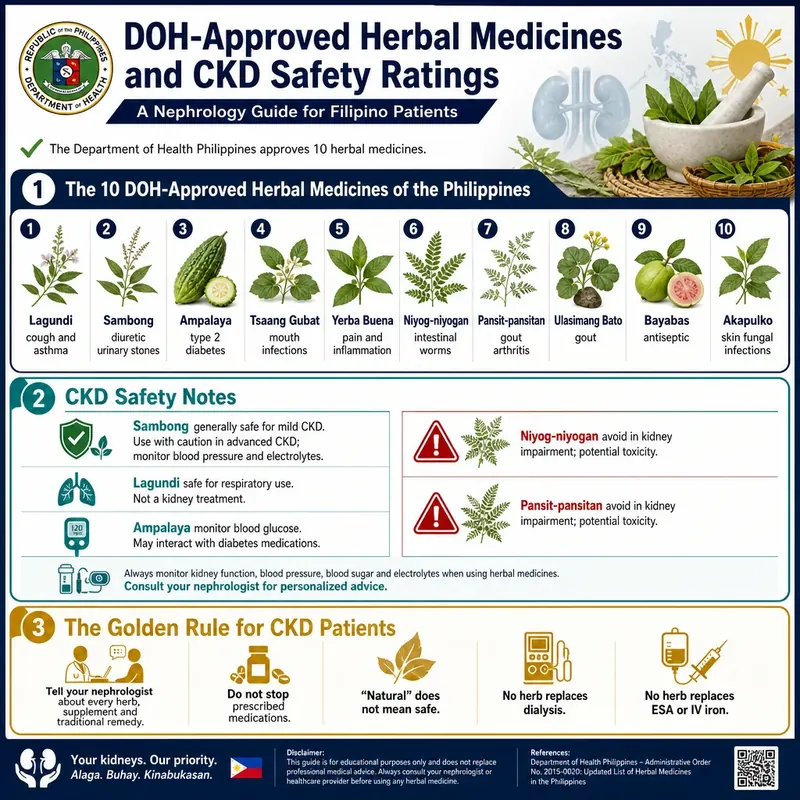 REPUBLIC OF THE PHILIPPINES
DEPARTMENT OF HEALTH
DOH-Approved Herbal Medicines
and CKD Safety Ratings
A Nephrology Guide for Filipino Patients
The Department of Health Philippines approves 10 herbal medicines.
1 The 10 DOH-Approved Herbal Medicines of the Philippines
1
Lagundi
cough and
asthma
2
Sambong
diuretic
urinary stones
3
Ampalaya
type 2
diabetes
4
Tsaang Gubat
mouth
infections
5
Yerba Buena
pain and
inflammation
6
Niyog-niyogan
intestinal
worms
7
Pansit-pansitan
gout
arthritis
8
Ulasimang Bato
gout
9
Bayabas
antiseptic
10
Akapulko
skin fungal
infections
2 CKD Safety Notes
Sambong generally safe for mild CKD.
Use with caution in advanced CKD;
monitor blood pressure and electrolytes.
Lagundi safe for respiratory use.
Not a kidney treatment.
120
Ampalaya monitor blood glucose.
May interact with diabetes medications.
Niyog-niyogan avoid in kidney
impairment; potential toxicity.
Pansit-pansitan avoid in kidney
impairment; potential toxicity.
Always monitor kidney function, blood pressure, blood sugar and electrolytes when using herbal medicines.
Consult your nephrologist for personalized advice.
3 The Golden Rule for CKD Patients
Tell your nephrologist
about every herb,
supplement and
traditional remedy.
Do not stop
prescribed
medications.
“Natural” does
not mean safe.
No herb replaces
dialysis.
No herb replaces
ESA or IV iron.
Your kidneys. Our priority.
Alaga. Buhay. Kinabukasan.
Disclaimer:
This guide is for educational purposes only and does not replace
professional medical advice. Always consult your nephrologist or
healthcare provider before using any herbal medicine.
References:
Department of Health Philippines – Administrative Order
No. 2015-0020: Updated List of Herbal Medicines
in the Philippines